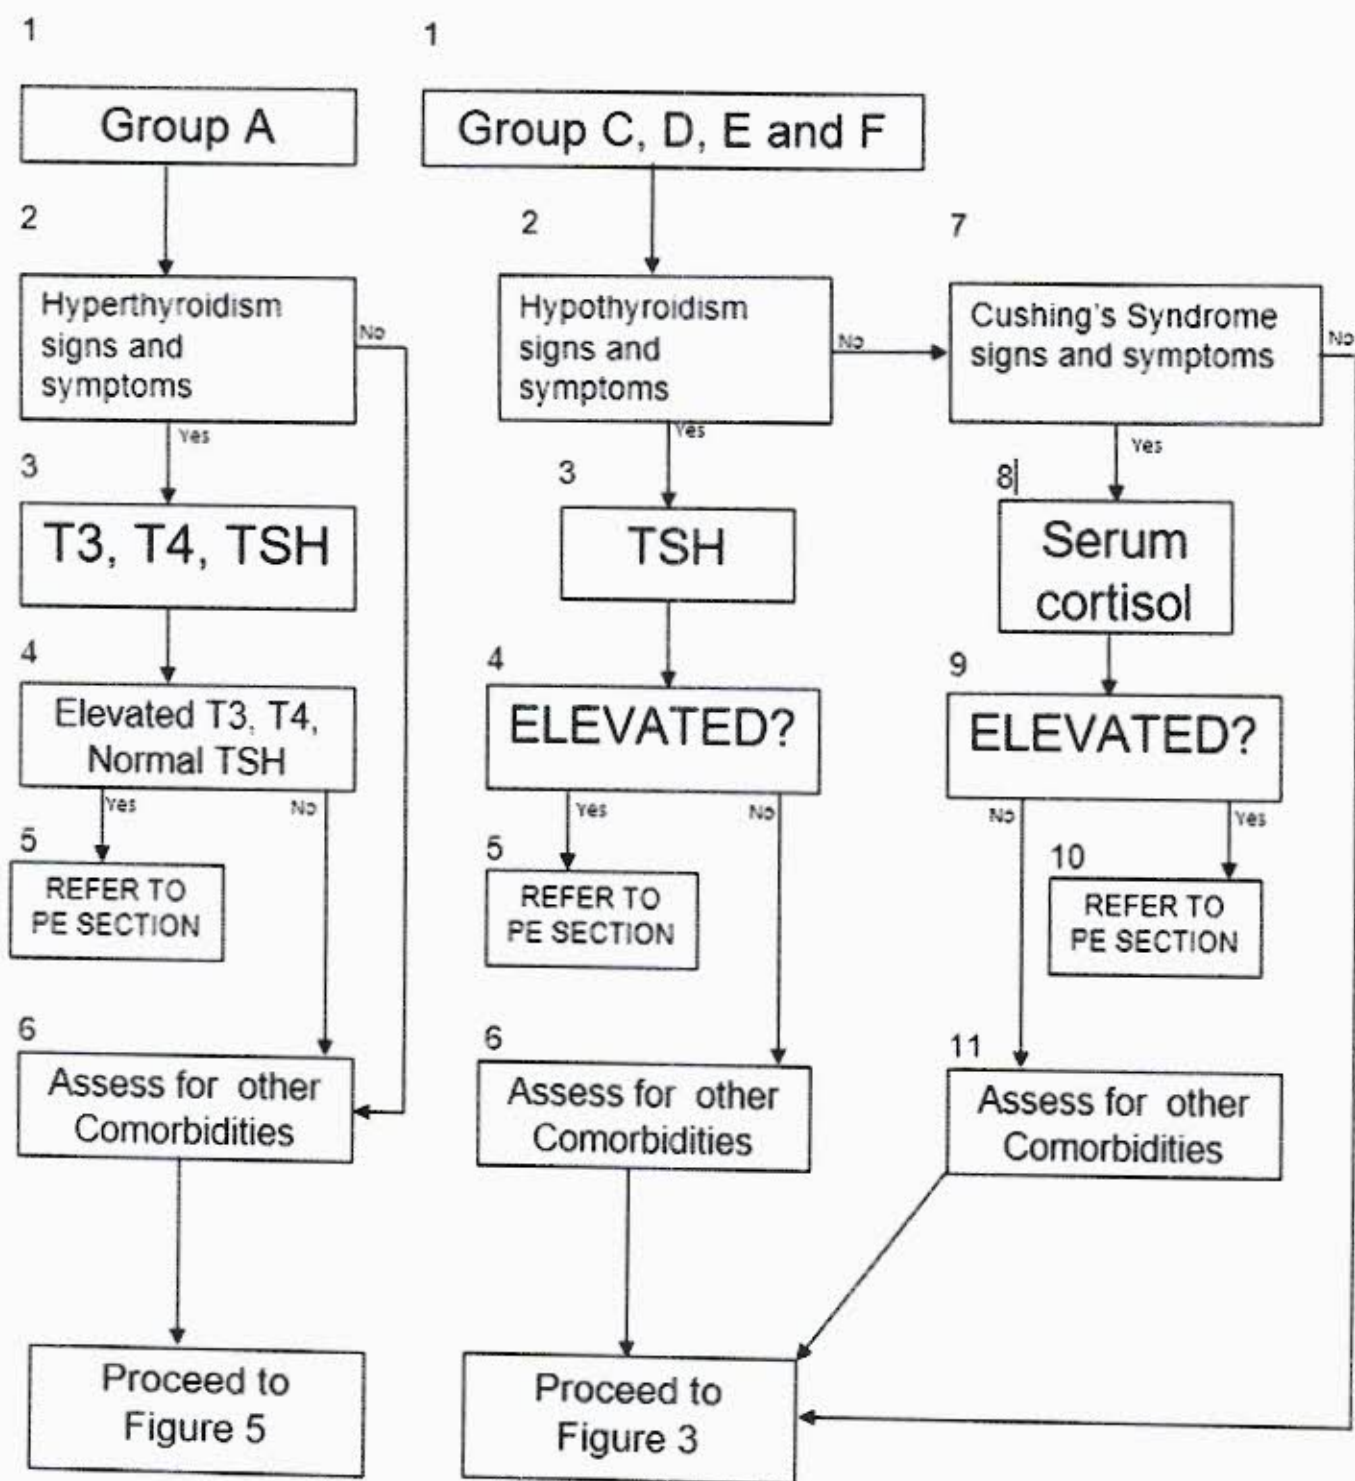 1
Group A
2
Hyperthyroidism
signs and
symptoms
No
Yes
3
T3, T4, TSH
4
Elevated T3, T4,
Normal TSH
Yes
No
5
REFER TO
PE SECTION
6
Assess for other
Comorbidities
Proceed to
Figure 5
1
Group C, D, E and F
2
Hypothyroidism
signs and
symptoms
No
Yes
3
TSH
4
ELEVATED?
Yes
No
5
REFER TO
PE SECTION
6
Assess for other
Comorbidities
Proceed to
Figure 3
7
Cushing's Syndrome
signs and symptoms
No
Yes
8
Serum
cortisol
9
ELEVATED?
No
Yes
10
REFER TO
PE SECTION
11
Assess for other
Comorbidities